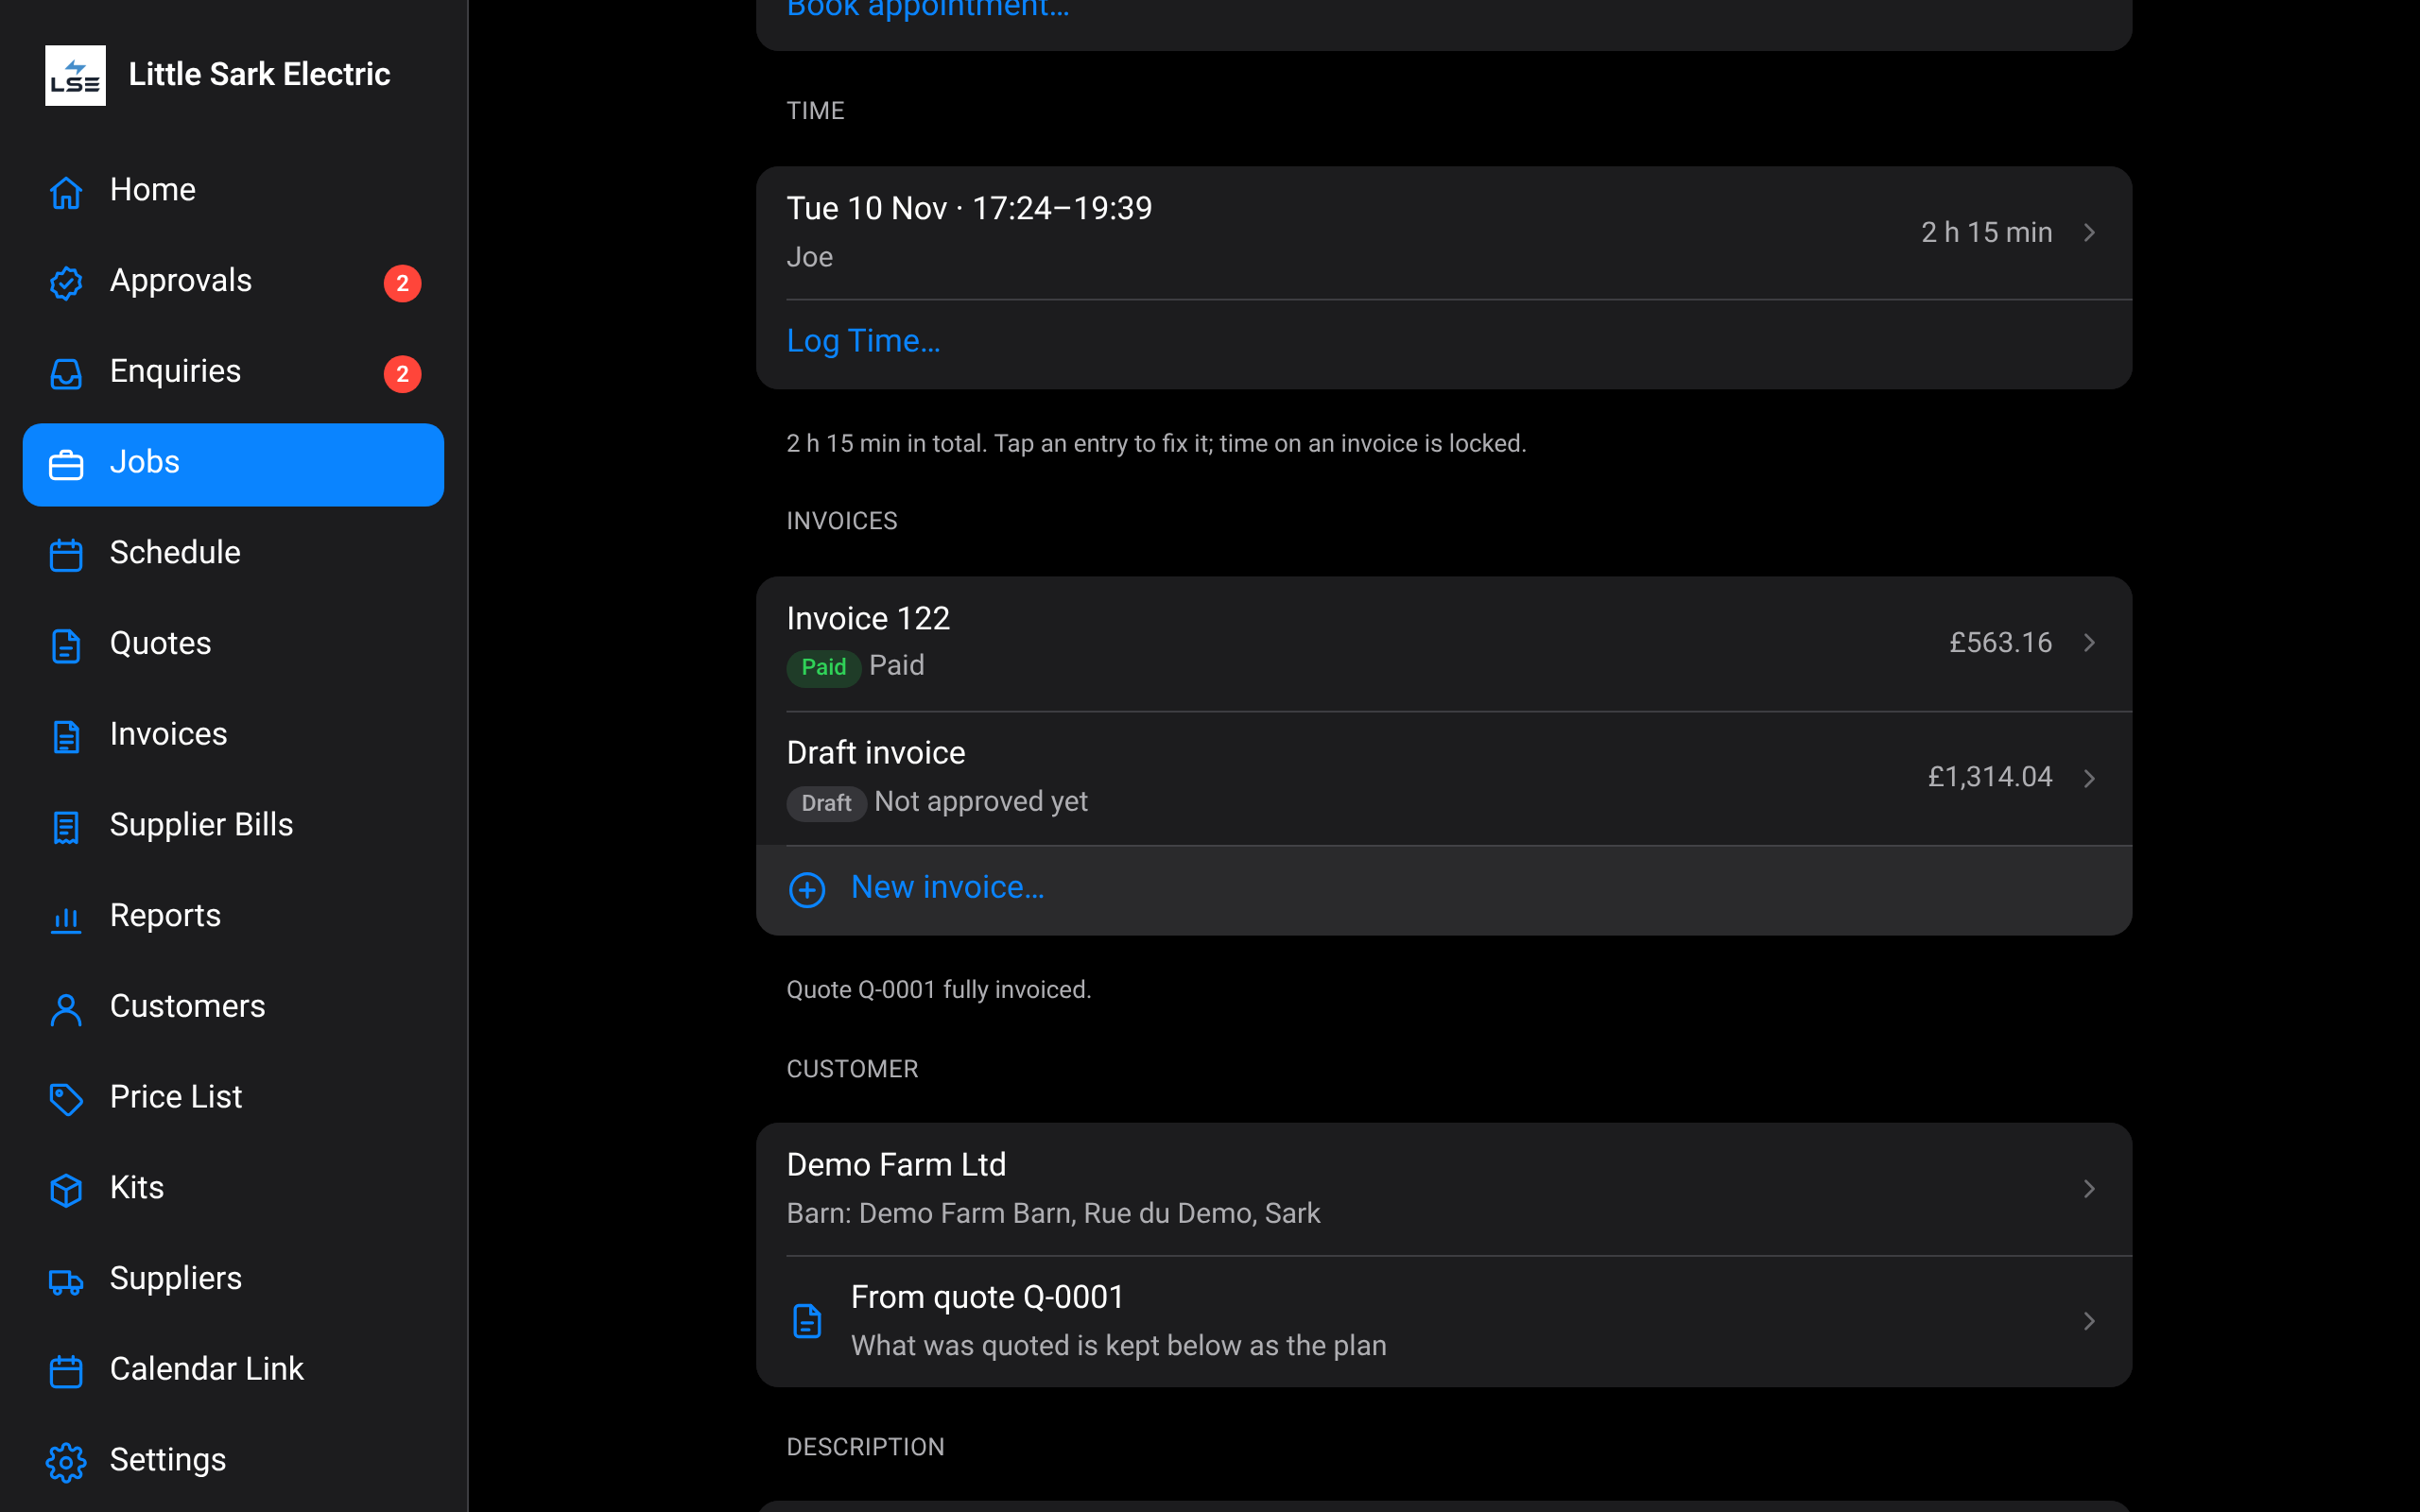 LSE
Little Sark Electric
Home
Approvals 2
Enquiries 2
Jobs
Schedule
Quotes
Invoices
Supplier Bills
Reports
Customers
Price List
Kits
Suppliers
Calendar Link
Settings
Book appointment…
TIME
Tue 10 Nov · 17:24–19:39
Joe
2 h 15 min
Log Time…
2 h 15 min in total. Tap an entry to fix it; time on an invoice is locked.
INVOICES
Invoice 122
Paid Paid
£563.16
Draft invoice
Draft Not approved yet
£1,314.04
New invoice…
Quote Q-0001 fully invoiced.
CUSTOMER
Demo Farm Ltd
Barn: Demo Farm Barn, Rue du Demo, Sark
From quote Q-0001
What was quoted is kept below as the plan
DESCRIPTION